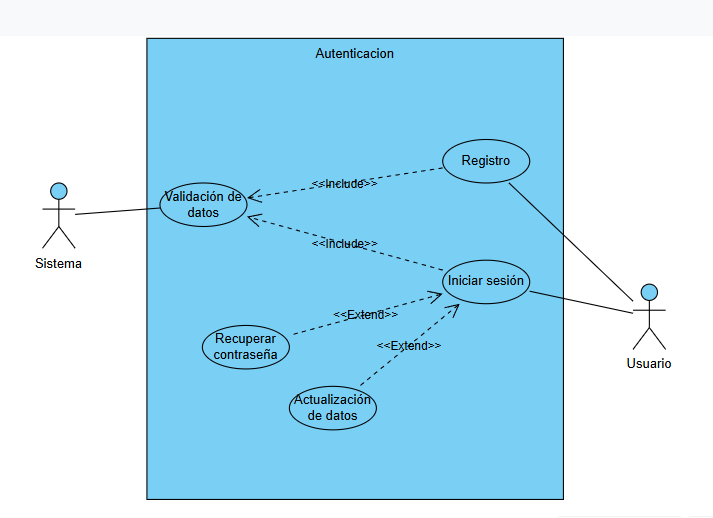 Autenticacion
Registro
<<Include>>
Validación de
datos
Sistema
<<Include>>
Iniciar sesión
<<Extend>>
Recuperar
contraseña
<<Extend>>
Usuario
Actualización
de datos